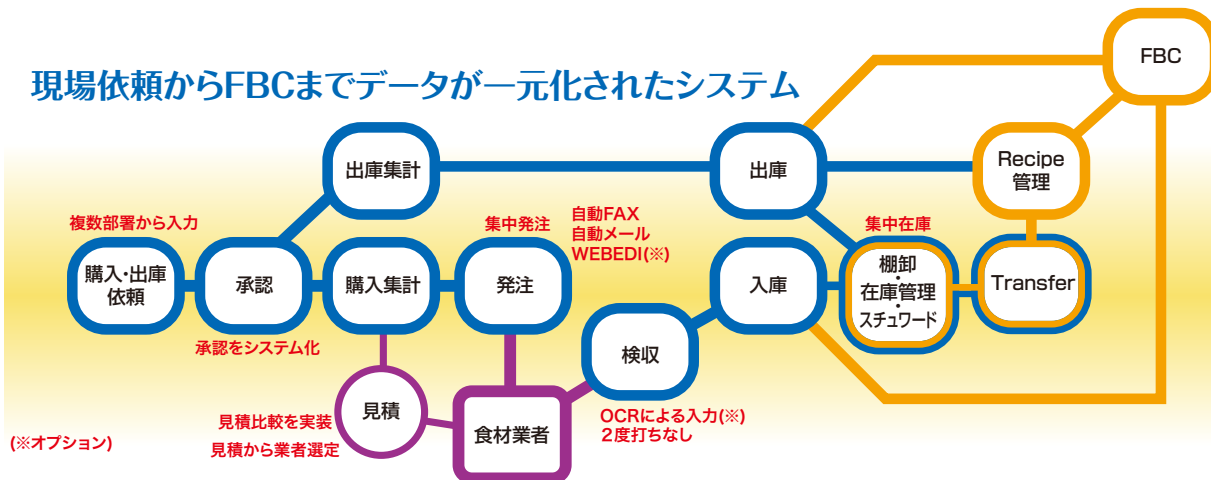 現場依頼からFBCまでデータが一元化されたシステム
FBC
出庫集計
出庫
Recipe
管理
複数部署から入力
集中発注
自動FAX
自動メール
WEBEDI(※)
集中在庫
購入・出庫
依頼
承認
購入集計
発注
入庫
棚卸
・
在庫管理
・
スチュワード
Transfer
承認をシステム化
検収
見積
見積比較を実装
見積から業者選定
食材業者
OCRによる入力(※)
2度打ちなし
(※オプション)